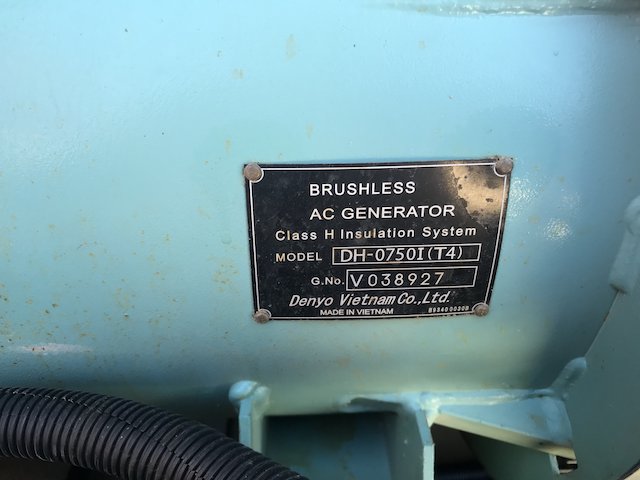 BRUSHLESS
AC GENERATOR
Class H Insulation System
MODEL DH-0750I(T4)
G.No. V038927
Denyo Vietnam Co.,Ltd.
MADE IN VIETNAM